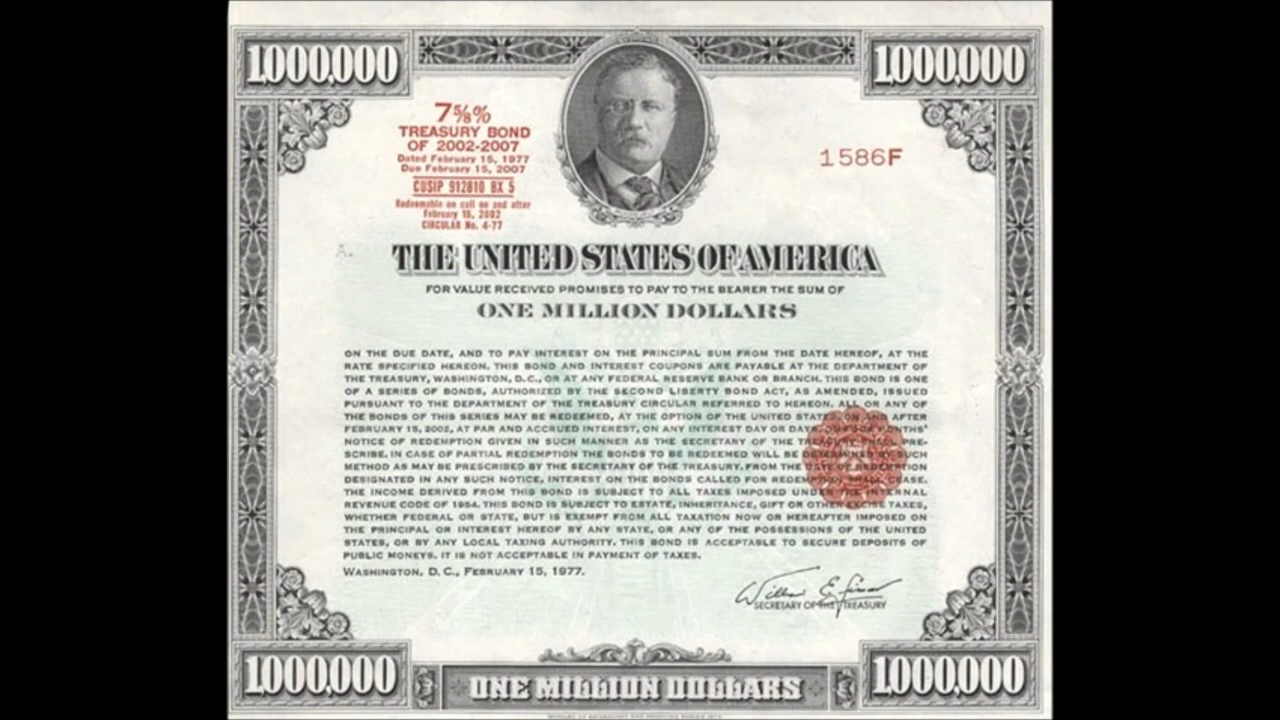 1,000,000
1,000,000
7⅝%
TREASURY BOND
OF 2002-2007
Dated February 15, 1977
Due February 15, 2007
CUSIP 912810 BX 5
Redeemable on call on and after
February 15, 2002
CIRCULAR No. 4-77
1586F
A.
THE UNITED STATES OF AMERICA
FOR VALUE RECEIVED PROMISES TO PAY TO THE BEARER THE SUM OF
ONE MILLION DOLLARS
ON THE DUE DATE, AND TO PAY INTEREST ON THE PRINCIPAL SUM FROM THE DATE HEREOF, AT THE
RATE SPECIFIED HEREON. THIS BOND AND INTEREST COUPONS ARE PAYABLE AT THE DEPARTMENT OF
THE TREASURY, WASHINGTON, D.C., OR AT ANY FEDERAL RESERVE BANK OR BRANCH. THIS BOND IS ONE
OF A SERIES OF BONDS, AUTHORIZED BY THE SECOND LIBERTY BOND ACT, AS AMENDED, ISSUED
PURSUANT TO THE DEPARTMENT OF THE TREASURY CIRCULAR REFERRED TO HEREON. ALL OR ANY OF
THE BONDS OF THIS SERIES MAY BE REDEEMED, AT THE OPTION OF THE UNITED STATES, ON AND AFTER
FEBRUARY 15, 2002, AT PAR AND ACCRUED INTEREST, ON ANY INTEREST DAY OR DAYS, ON FOUR MONTHS'
NOTICE OF REDEMPTION GIVEN IN SUCH MANNER AS THE SECRETARY OF THE TREASURY SHALL PRE-
SCRIBE. IN CASE OF PARTIAL REDEMPTION THE BONDS TO BE REDEEMED WILL BE DETERMINED BY SUCH
METHOD AS MAY BE PRESCRIBED BY THE SECRETARY OF THE TREASURY. FROM THE DATE OF REDEMPTION
DESIGNATED IN ANY SUCH NOTICE, INTEREST ON THE BONDS CALLED FOR REDEMPTION SHALL CEASE.
THE INCOME DERIVED FROM THIS BOND IS SUBJECT TO ALL TAXES IMPOSED UNDER THE INTERNAL
REVENUE CODE OF 1954. THIS BOND IS SUBJECT TO ESTATE, INHERITANCE, GIFT OR OTHER EXCISE TAXES,
WHETHER FEDERAL OR STATE, BUT IS EXEMPT FROM ALL TAXATION NOW OR HEREAFTER IMPOSED ON
THE PRINCIPAL OR INTEREST HEREOF BY ANY STATE, OR ANY OF THE POSSESSIONS OF THE UNITED
STATES, OR BY ANY LOCAL TAXING AUTHORITY. THIS BOND IS ACCEPTABLE TO SECURE DEPOSITS OF
PUBLIC MONEYS. IT IS NOT ACCEPTABLE IN PAYMENT OF TAXES.
WASHINGTON, D. C., FEBRUARY 15, 1977.
SECRETARY OF THE TREASURY
1,000,000
ONE MILLION DOLLARS
1,000,000